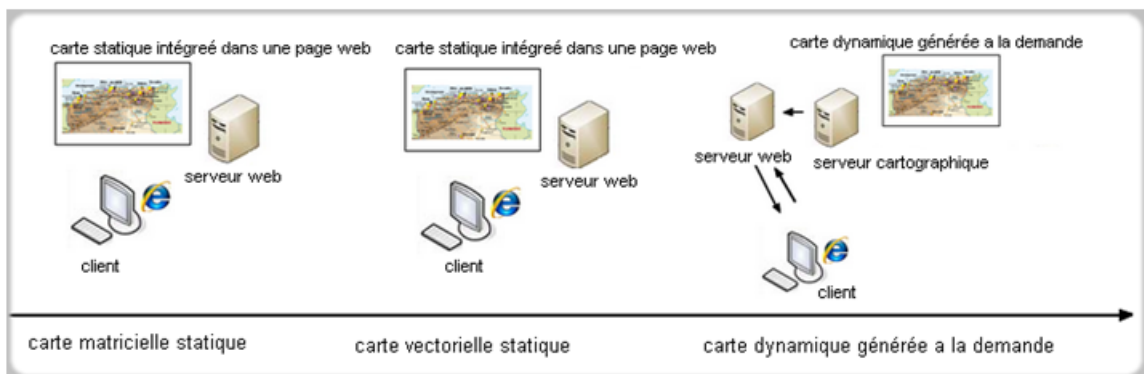 carte statique intégreé dans une page web
serveur web
client
carte statique intégreé dans une page web
serveur web
client
carte dynamique générée a la demande
serveur web
serveur cartographique
client
carte matricielle statique
carte vectorielle statique
carte dynamique générée a la demande